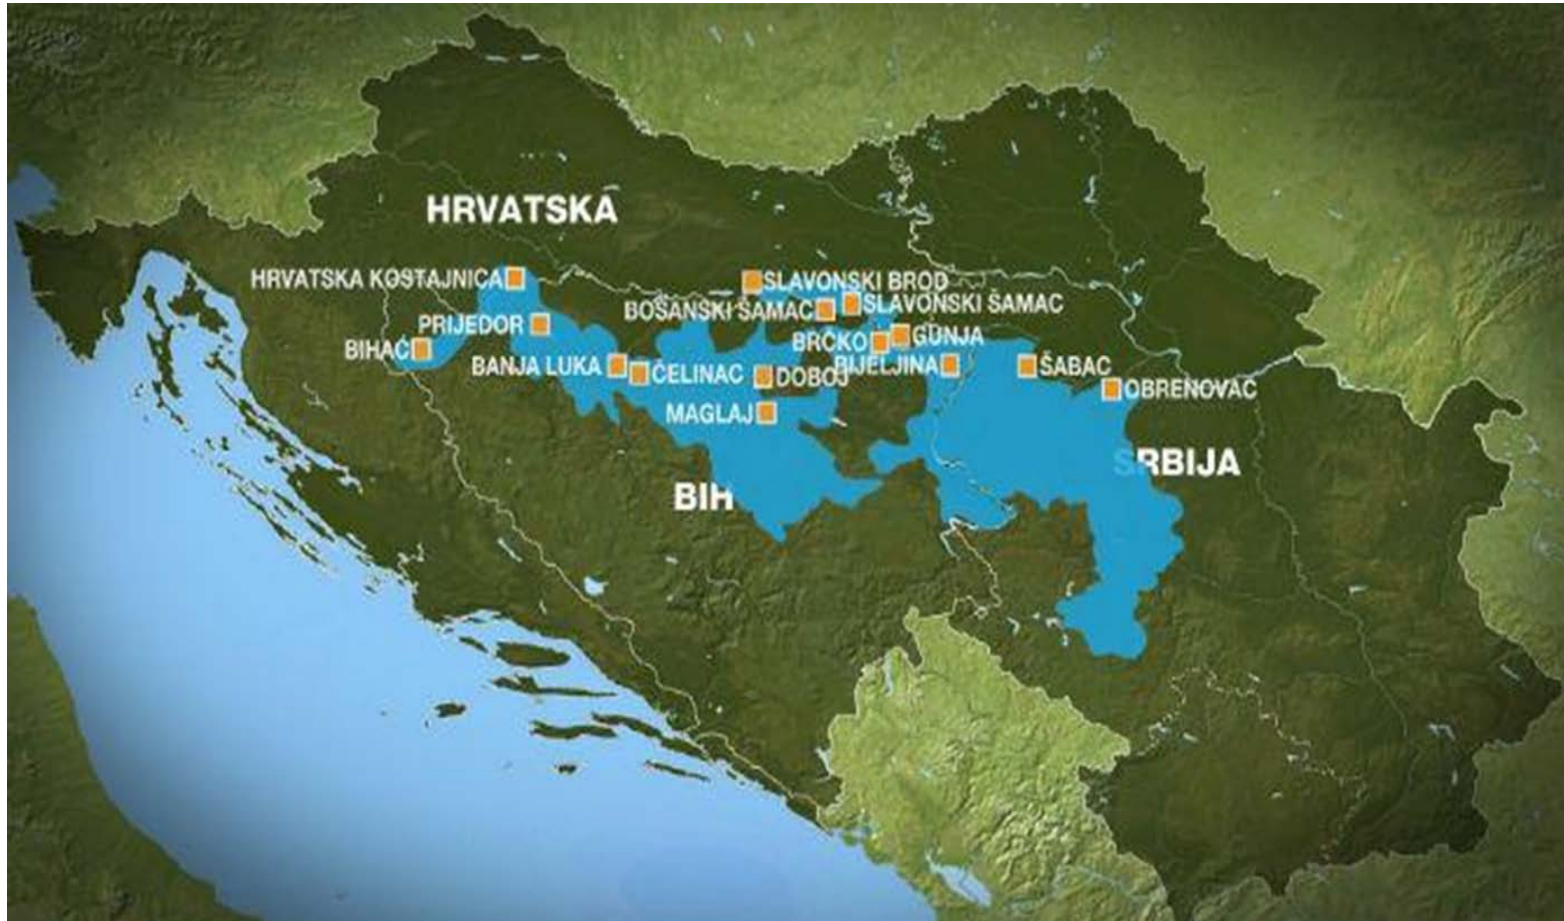 HRVATSKA
HRVATSKA KOSTAJNICA
SLAVONSKI BROD
SLAVONSKI ŠAMAC
BOSANSKI ŠAMAC
PRIJEDOR
GUNJA
BRČKO
BIHAĆ
BANJA LUKA
ČELINAC
DOBOJ
BIJELJINA
ŠABAC
OBRENOVAC
MAGLAJ
SRBIJA
BIH